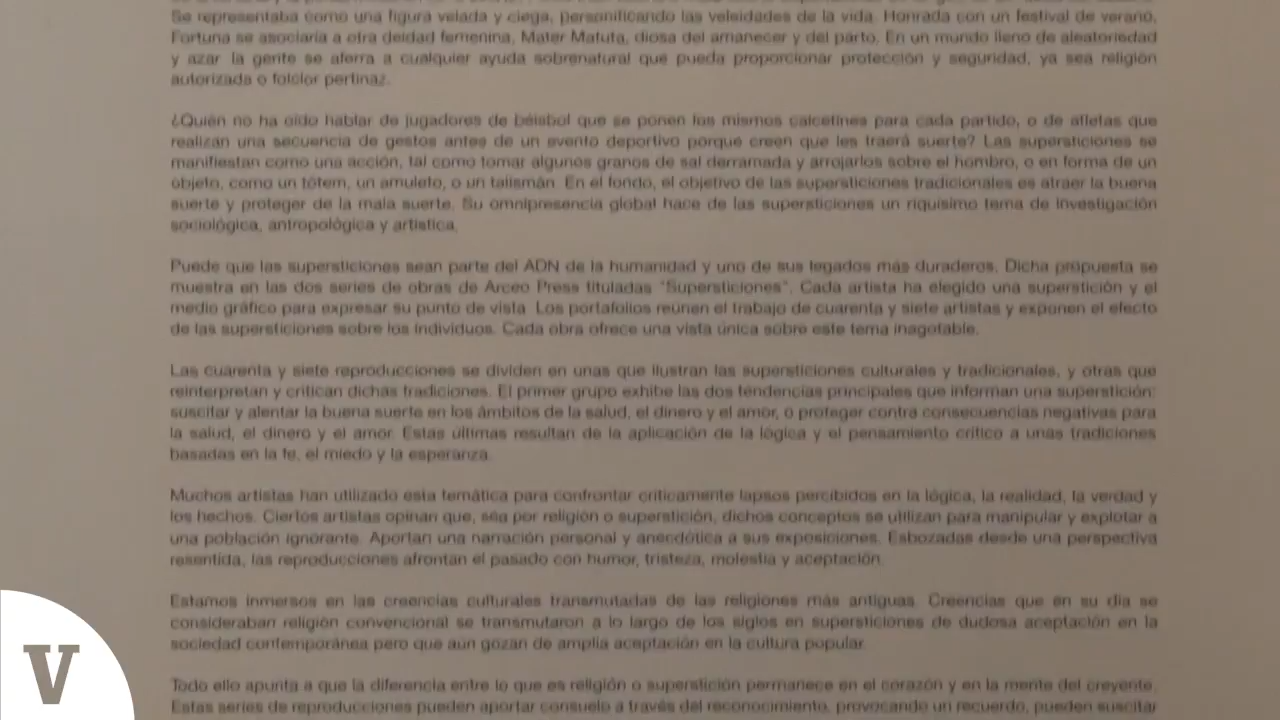 Se representaba como una figura velada y ciega, personificando las veleidades de la vida. Honrada con un festival de verano,
Fortuna se asociaría a otra deidad femenina, Mater Matuta, diosa del amanecer y del parto. En un mundo lleno de aleatoriedad
y azar la gente se aferra a cualquier ayuda sobrenatural que pueda proporcionar protección y seguridad, ya sea religión
autorizada o folclor pertinaz.
¿Quién no ha oído hablar de jugadores de béisbol que se ponen los mismos calcetines para cada partido, o de atletas que
realizan una secuencia de gestos antes de un evento deportivo porque creen que les traerá suerte? Las supersticiones se
manifiestan como una acción, tal como tomar algunos granos de sal derramada y arrojarlos sobre el hombro, o en forma de un
objeto, como un tótem, un amuleto, o un talismán. En el fondo, el objetivo de las supersticiones tradicionales es atraer la buena
suerte y proteger de la mala suerte. Su omnipresencia global hace de las supersticiones un riquísimo tema de investigación
sociológica, antropológica y artística.
Puede que las supersticiones sean parte del ADN de la humanidad y uno de sus legados más duraderos. Dicha propuesta se
muestra en las dos series de obras de Arceo Press tituladas "Supersticiones". Cada artista ha elegido una superstición y el
medio gráfico para expresar su punto de vista. Los portafolios reúnen el trabajo de cuarenta y siete artistas y exponen el efecto
de las supersticiones sobre los individuos. Cada obra ofrece una vista única sobre este tema inagotable.
Las cuarenta y siete reproducciones se dividen en unas que ilustran las supersticiones culturales y tradicionales, y otras que
reinterpretan y critican dichas tradiciones. El primer grupo exhibe las dos tendencias principales que informan una superstición:
suscitar y alentar la buena suerte en los ámbitos de la salud, el dinero y el amor, o proteger contra consecuencias negativas para
la salud, el dinero y el amor. Estas últimas resultan de la aplicación de la lógica y el pensamiento crítico a unas tradiciones
basadas en la fe, el miedo y la esperanza.
Muchos artistas han utilizado esta temática para confrontar críticamente lapsos percibidos en la lógica, la realidad, la verdad y
los hechos. Ciertos artistas opinan que, sea por religión o superstición, dichos conceptos se utilizan para manipular y explotar a
una población ignorante. Aportan una narración personal y anecdótica a sus exposiciones. Esbozadas desde una perspectiva
resentida, las reproducciones afrontan el pasado con humor, tristeza, molestia y aceptación.
Estamos inmersos en las creencias culturales transmutadas de las religiones más antiguas. Creencias que en su día se
consideraban religión convencional se transmutaron a lo largo de los siglos en supersticiones de dudosa aceptación en la
sociedad contemporánea pero que aun gozan de amplia aceptación en la cultura popular.
Todo ello apunta a que la diferencia entre lo que es religión o superstición permanece en el corazón y en la mente del creyente.
Estas series de reproducciones pueden aportar consuelo a través del reconocimiento, provocando un recuerdo, pueden suscitar
V